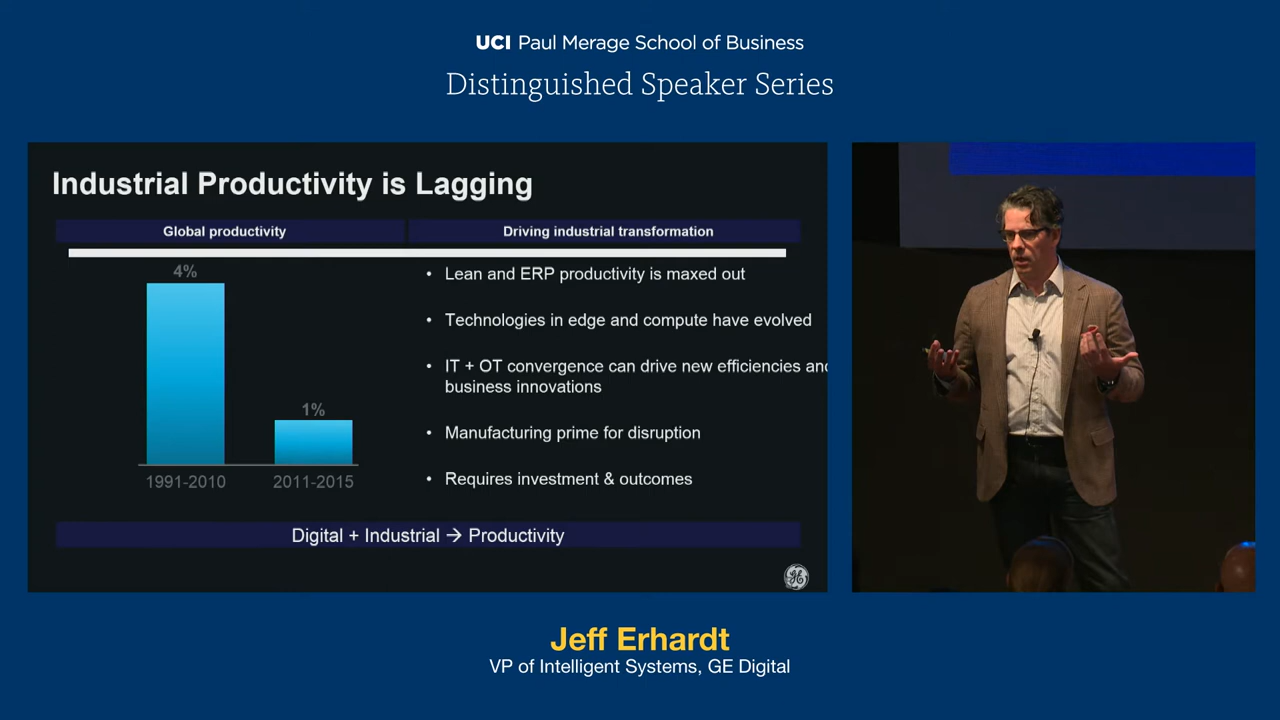 UCI Paul Merage School of Business
Distinguished Speaker Series
Industrial Productivity is Lagging
Global productivity
Driving industrial transformation
4%
1%
1991-2010
2011-2015
• Lean and ERP productivity is maxed out
• Technologies in edge and compute have evolved
• IT + OT convergence can drive new efficiencies and
business innovations
• Manufacturing prime for disruption
• Requires investment & outcomes
Digital + Industrial → Productivity
GE
Jeff Erhardt
VP of Intelligent Systems, GE Digital